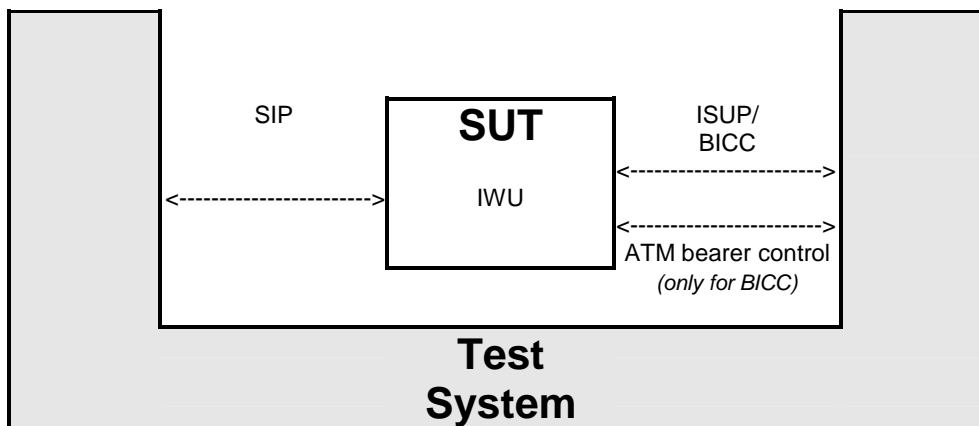 SIP
SUT
IWU
ISUP/
BICC
<----------------------->
<--------------------->
<--------------------->
ATM bearer control
(only for BICC)
Test
System